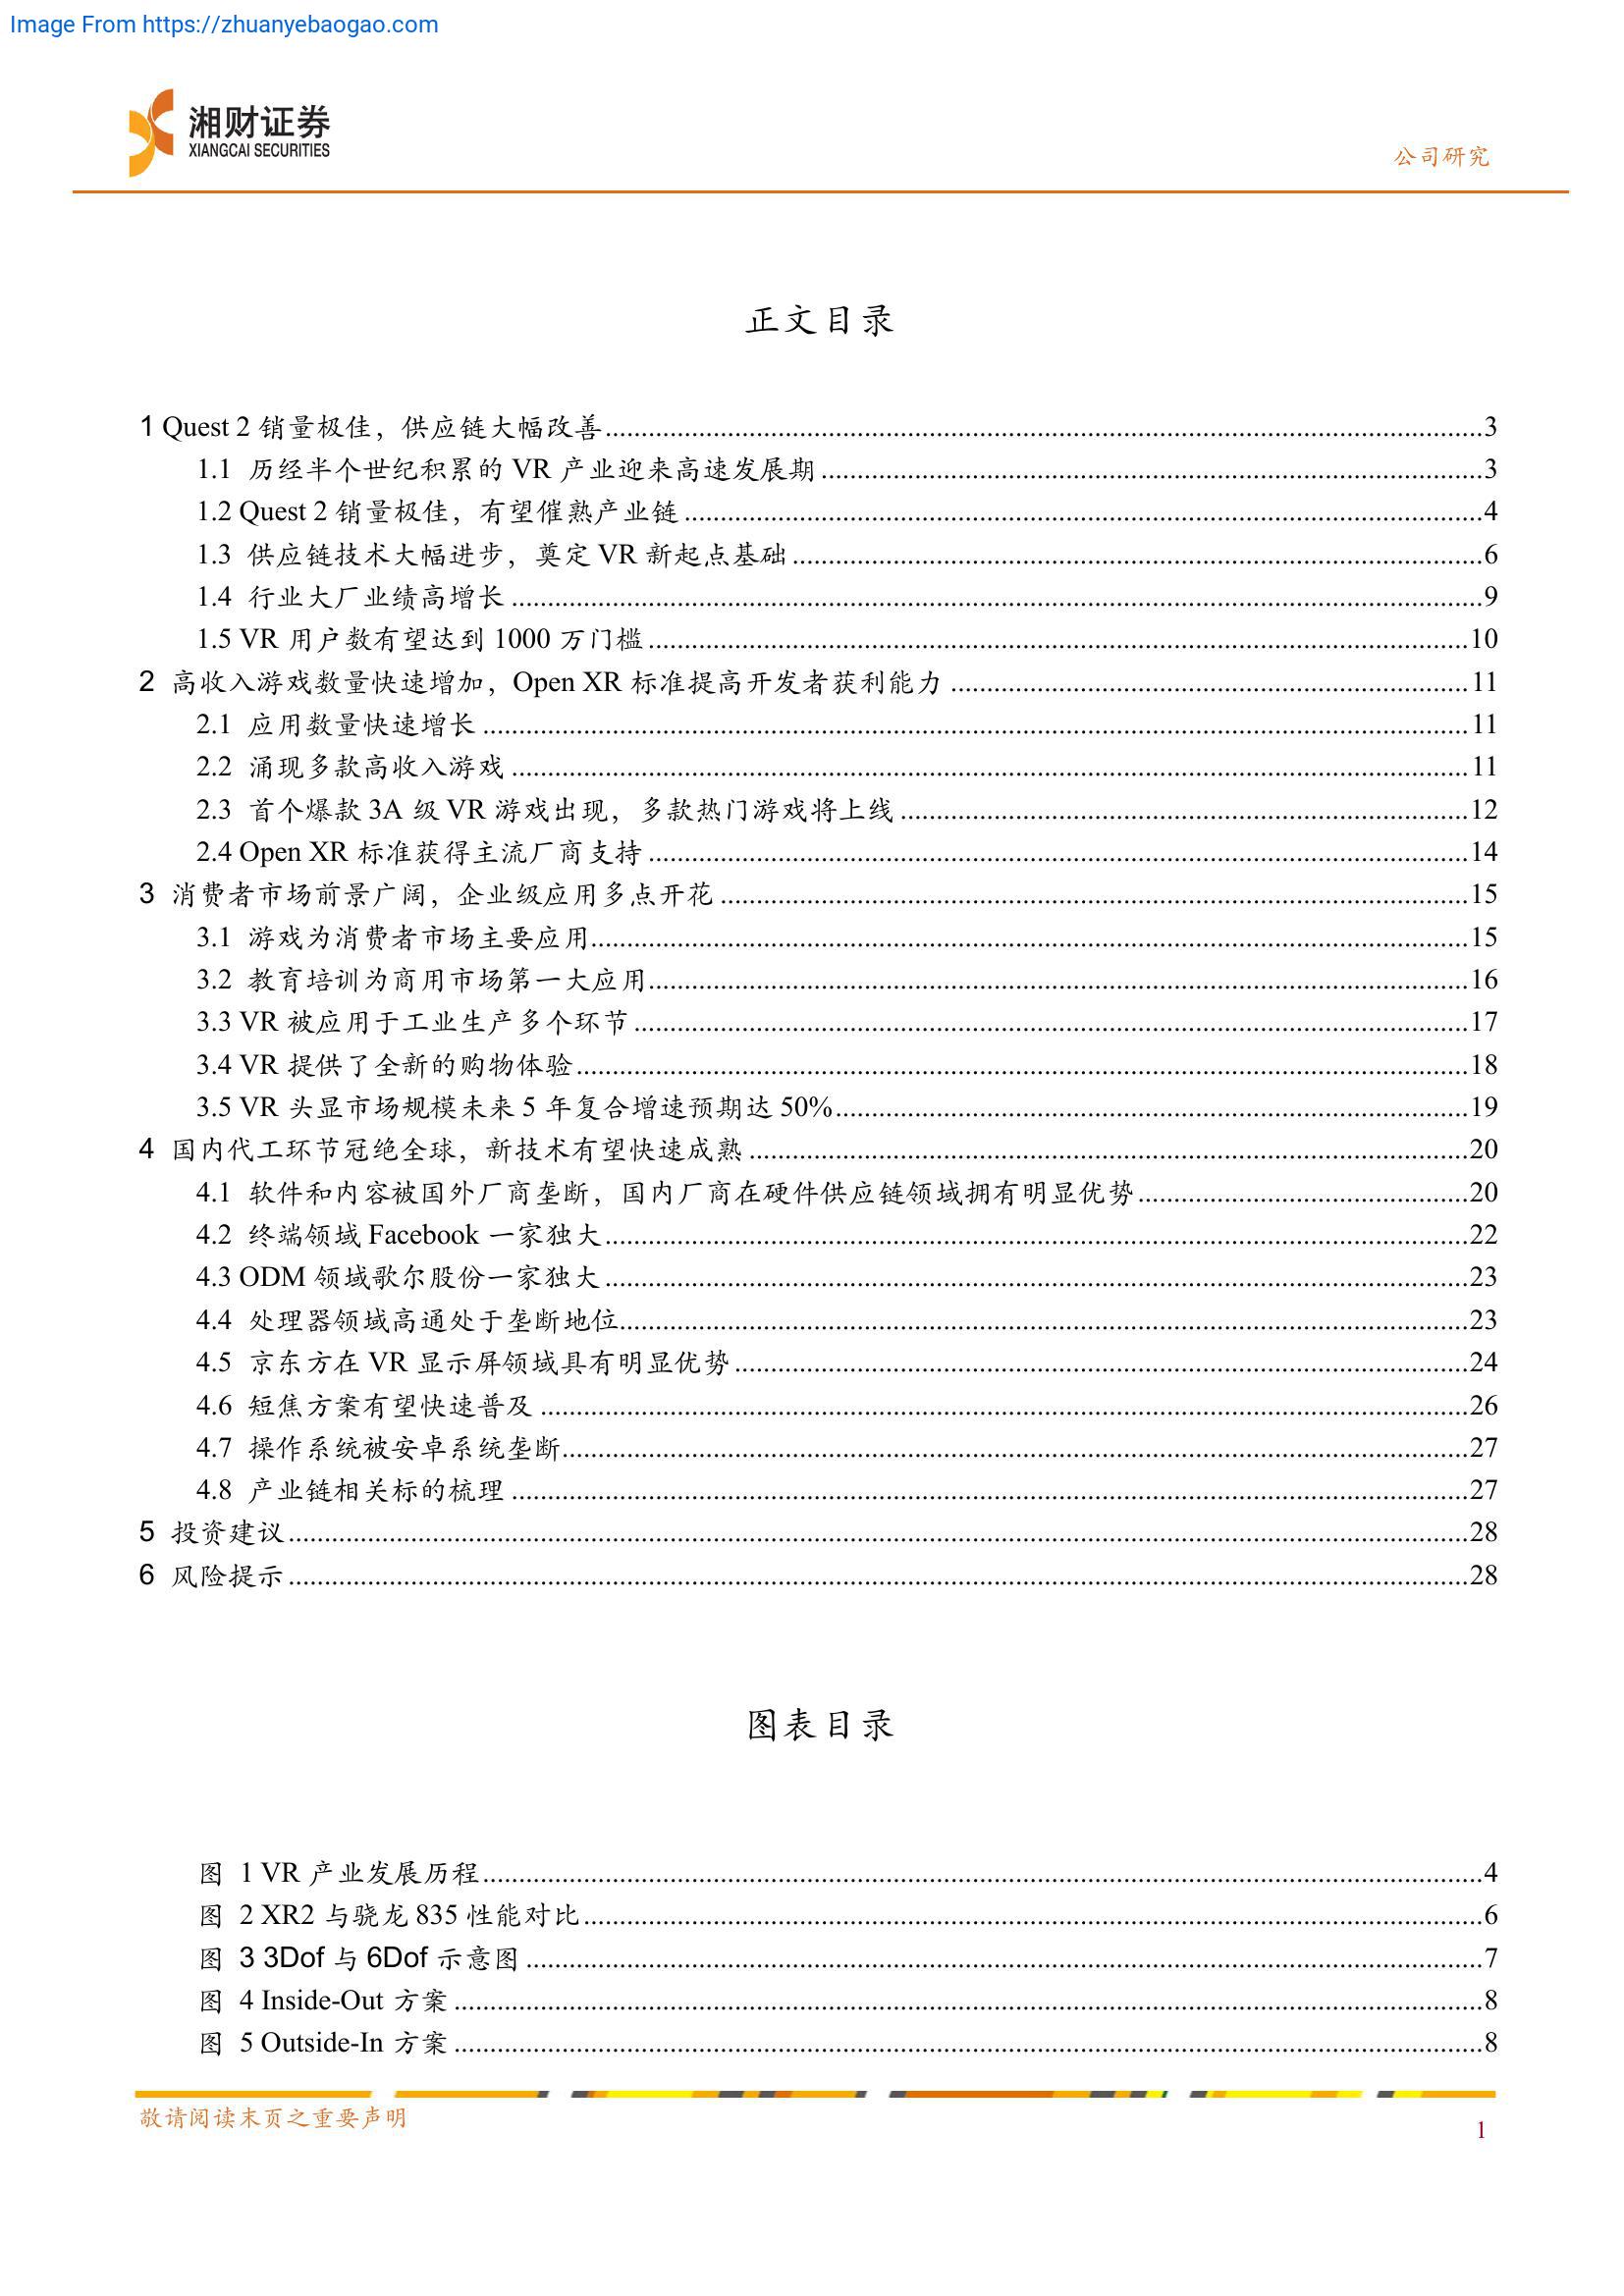 Image From https://zhuanyebaogao.com
湘财证券
XIANGCAI SECURITIES
公司研究
正文目录
1 Quest 2 销量极佳，供应链大幅改善 3
1.1 历经半个世纪积累的 VR 产业迎来高速发展期 3
1.2 Quest 2 销量极佳，有望催熟产业链 4
1.3 供应链技术大幅进步，奠定 VR 新起点基础 6
1.4 行业大厂业绩高增长 9
1.5 VR 用户数有望达到 1000 万门槛 10
2 高收入游戏数量快速增加，Open XR 标准提高开发者获利能力 11
2.1 应用数量快速增长 11
2.2 涌现多款高收入游戏 11
2.3 首个爆款 3A 级 VR 游戏出现，多款热门游戏将上线 12
2.4 Open XR 标准获得主流厂商支持 14
3 消费者市场前景广阔，企业级应用多点开花 15
3.1 游戏为消费者市场主要应用 15
3.2 教育培训为商用市场第一大应用 16
3.3 VR 被应用于工业生产多个环节 17
3.4 VR 提供了全新的购物体验 18
3.5 VR 头显市场规模未来 5 年复合增速预期达 50% 19
4 国内代工环节冠绝全球，新技术有望快速成熟 20
4.1 软件和内容被国外厂商垄断，国内厂商在硬件供应链领域拥有明显优势 20
4.2 终端领域 Facebook 一家独大 22
4.3 ODM 领域歌尔股份一家独大 23
4.4 处理器领域高通处于垄断地位 23
4.5 京东方在 VR 显示屏领域具有明显优势 24
4.6 短焦方案有望快速普及 26
4.7 操作系统被安卓系统垄断 27
4.8 产业链相关标的梳理 27
5 投资建议 28
6 风险提示 28
图表目录
图 1 VR 产业发展历程 4
图 2 XR2 与骁龙 835 性能对比 6
图 3 3Dof 与 6Dof 示意图 7
图 4 Inside-Out 方案 8
图 5 Outside-In 方案 8
敬请阅读末页之重要声明
1